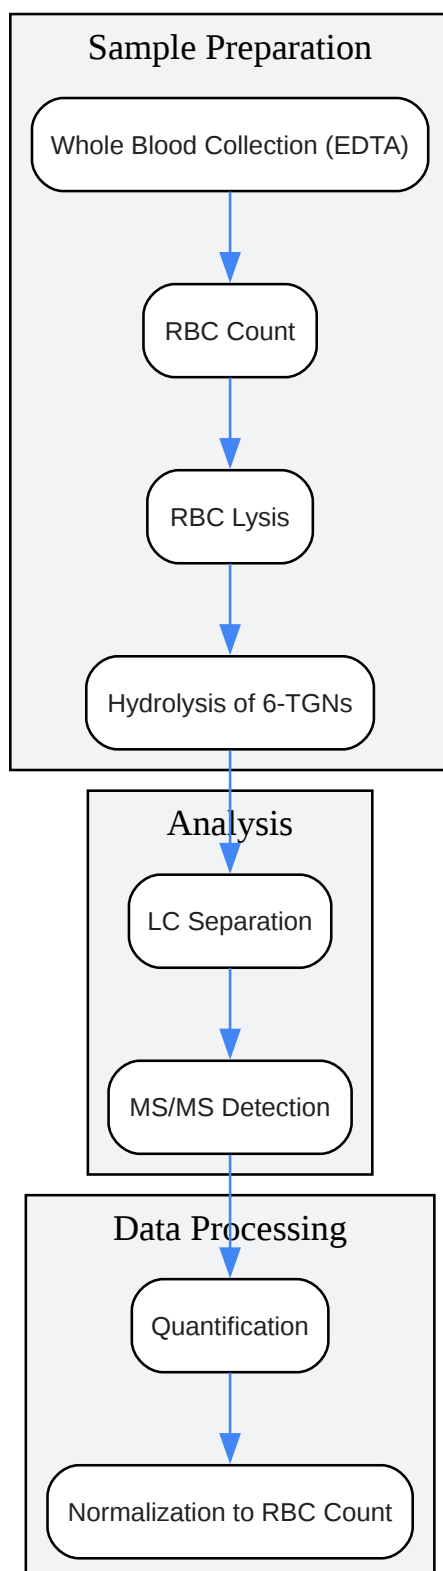 Sample Preparation
Whole Blood Collection (EDTA)
RBC Count
RBC Lysis
Hydrolysis of 6-TGNs
Analysis
LC Separation
MS/MS Detection
Data Processing
Quantification
Normalization to RBC Count